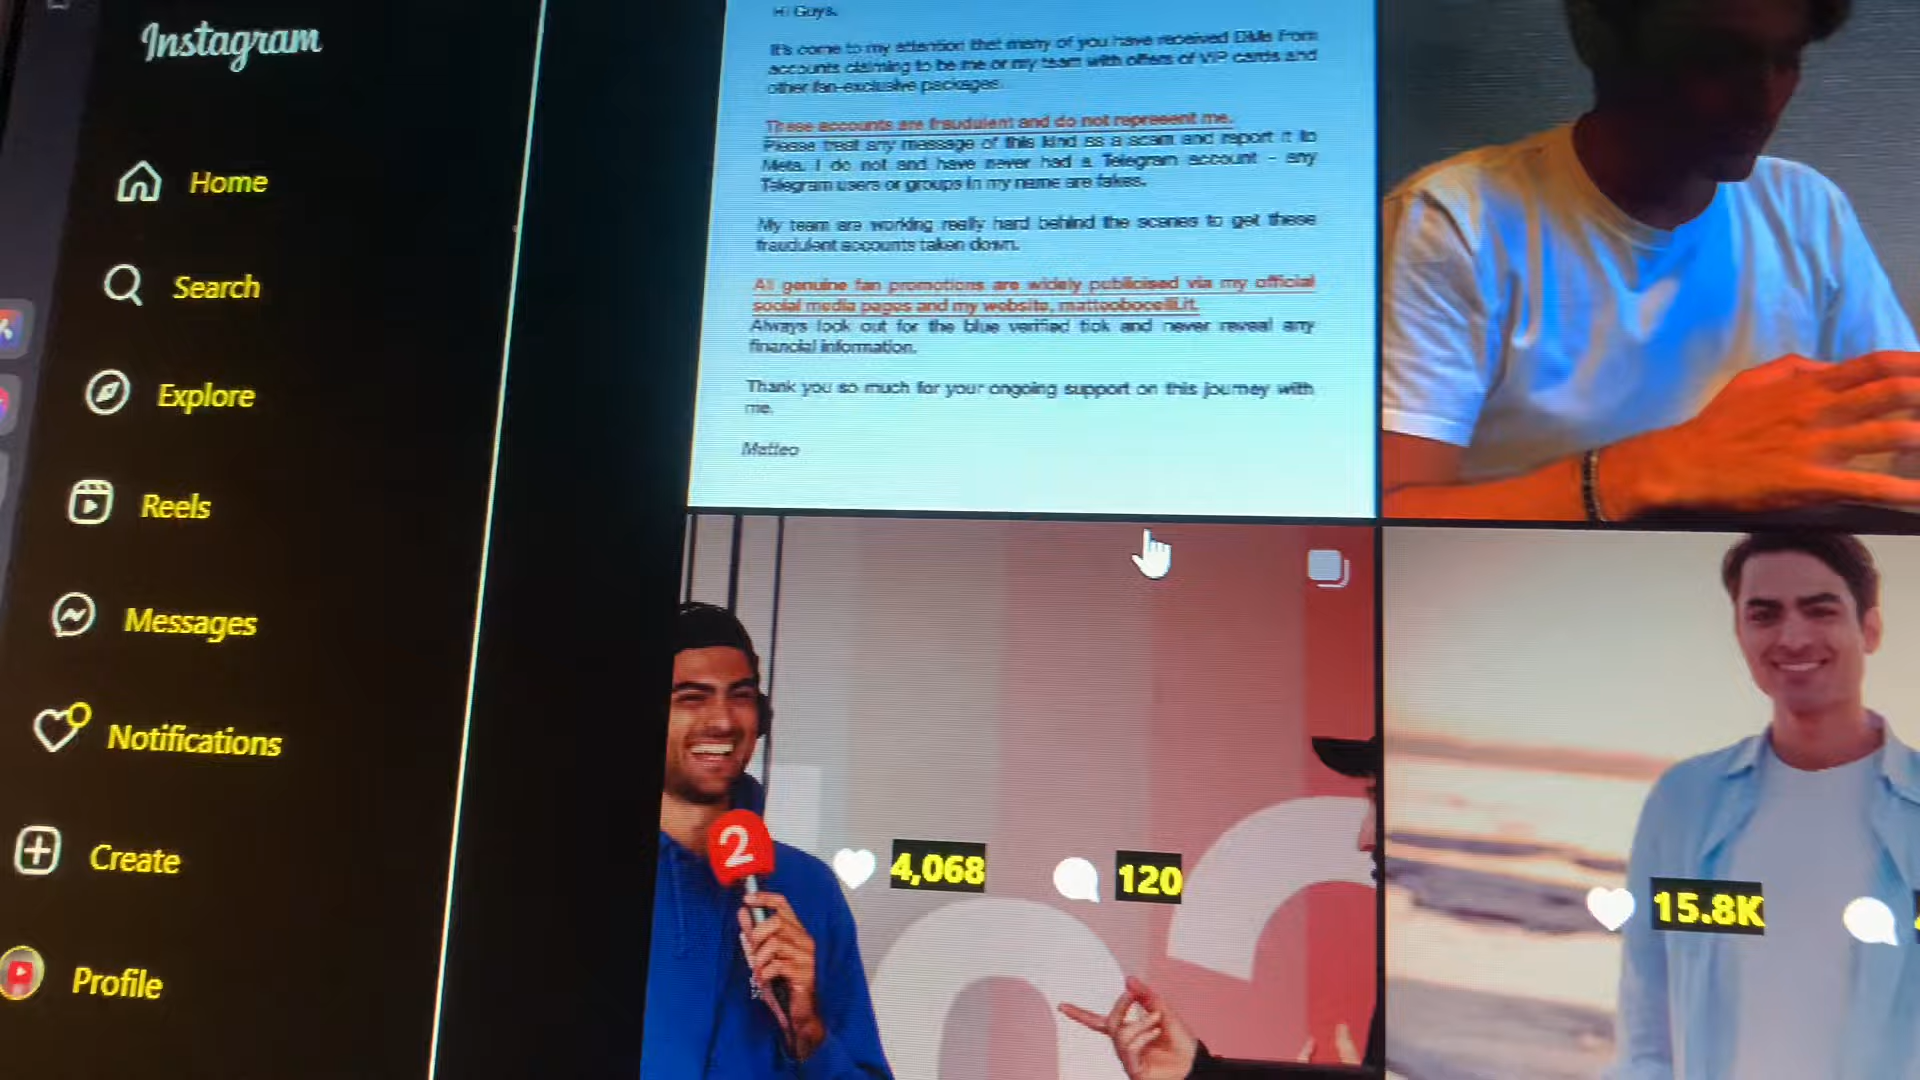 Instagram
Home
Search
Explore
Reels
Messages
Notifications
Create
Profile
Hi Guys,
It's come to my attention that many of you have received DMs from
accounts claiming to be me or my team with offers of VIP cards and
other fan-exclusive packages.
These accounts are fraudulent and do not represent me.
Please treat any message of this kind as a scam and report it to
Meta. I do not and have never had a Telegram account - any
Telegram users or groups in my name are fakes.
My team are working really hard behind the scenes to get these
fraudulent accounts taken down.
All genuine fan promotions are widely publicised via my official
social media pages and my website, matteobocelli.it.
Always look out for the blue verified tick and never reveal any
financial information.
Thank you so much for your ongoing support on this journey with
me.
Matteo
2
4,068
120
15.8K